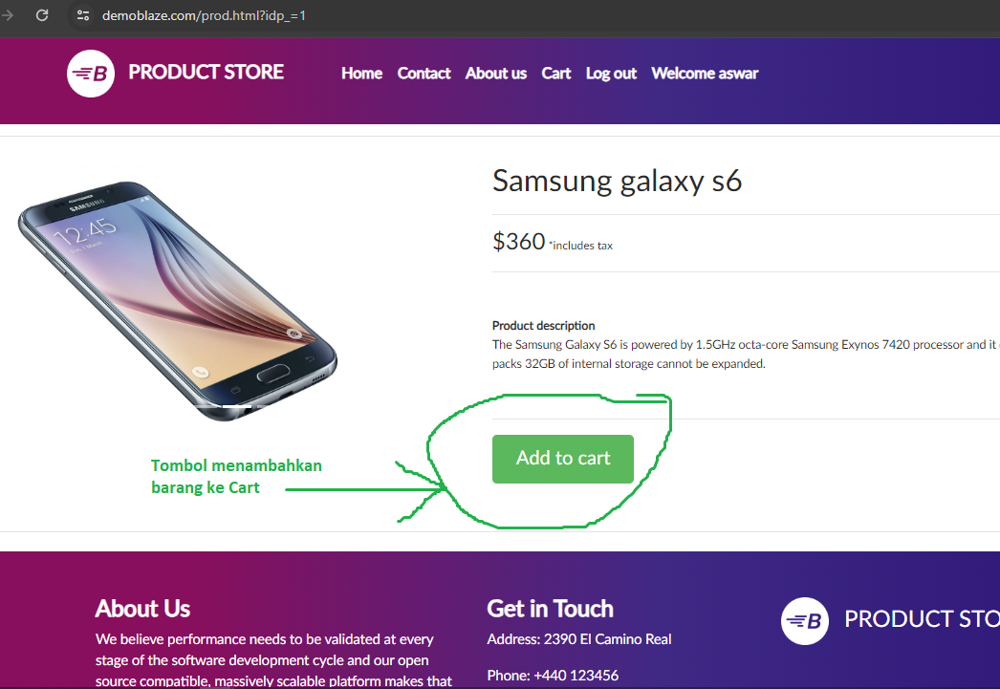 demoblaze.com/prod.html?idp_=1
B PRODUCT STORE Home Contact About us Cart Log out Welcome aswar
Samsung galaxy s6
$360 *includes tax
SAMSUNG
12:45
Product description
The Samsung Galaxy S6 is powered by 1.5GHz octa-core Samsung Exynos 7420 processor and it
packs 32GB of internal storage cannot be expanded.
Add to cart
Tombol menambahkan
barang ke Cart
About Us
We believe performance needs to be validated at every
stage of the software development cycle and our open
source compatible, massively scalable platform makes that
Get in Touch
Address: 2390 El Camino Real
Phone: +440 123456
B PRODUCT STO